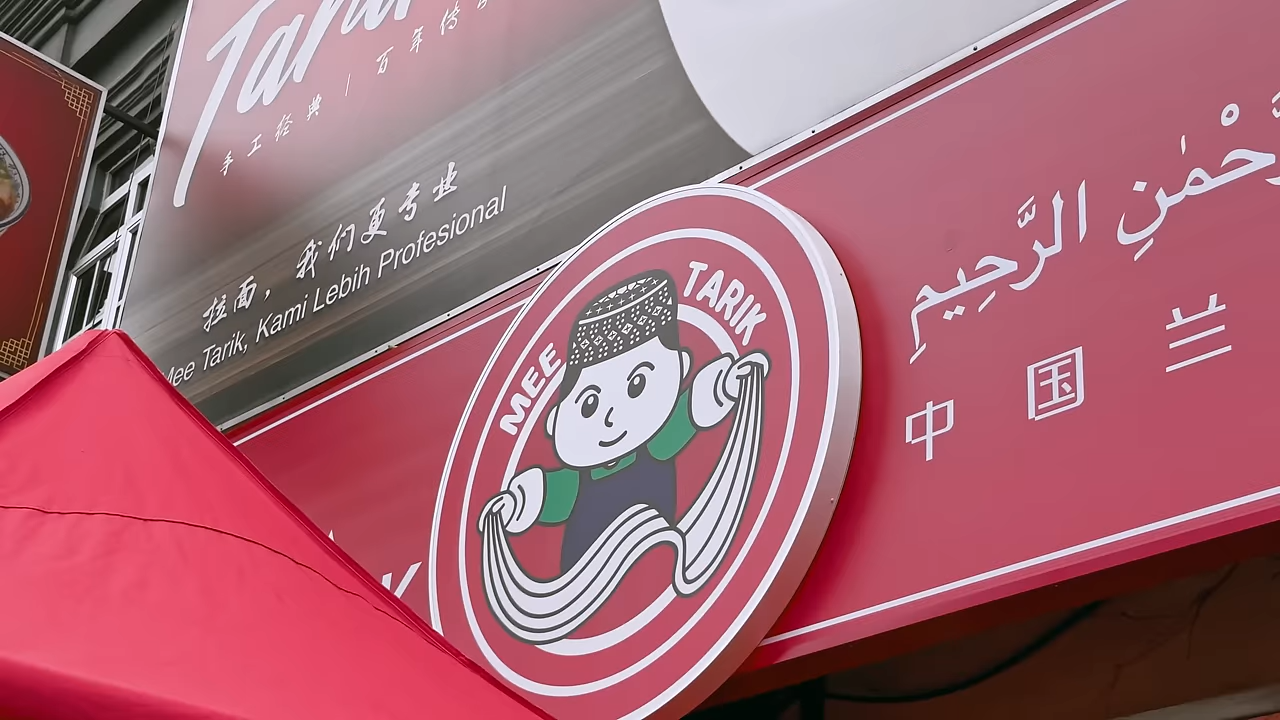 Tarik
手工经典 | 百年传
拉面，我们更专业
Mee Tarik, Kami Lebih Profesional
MEE TARIK
الرَّحِيمِ
中国兰